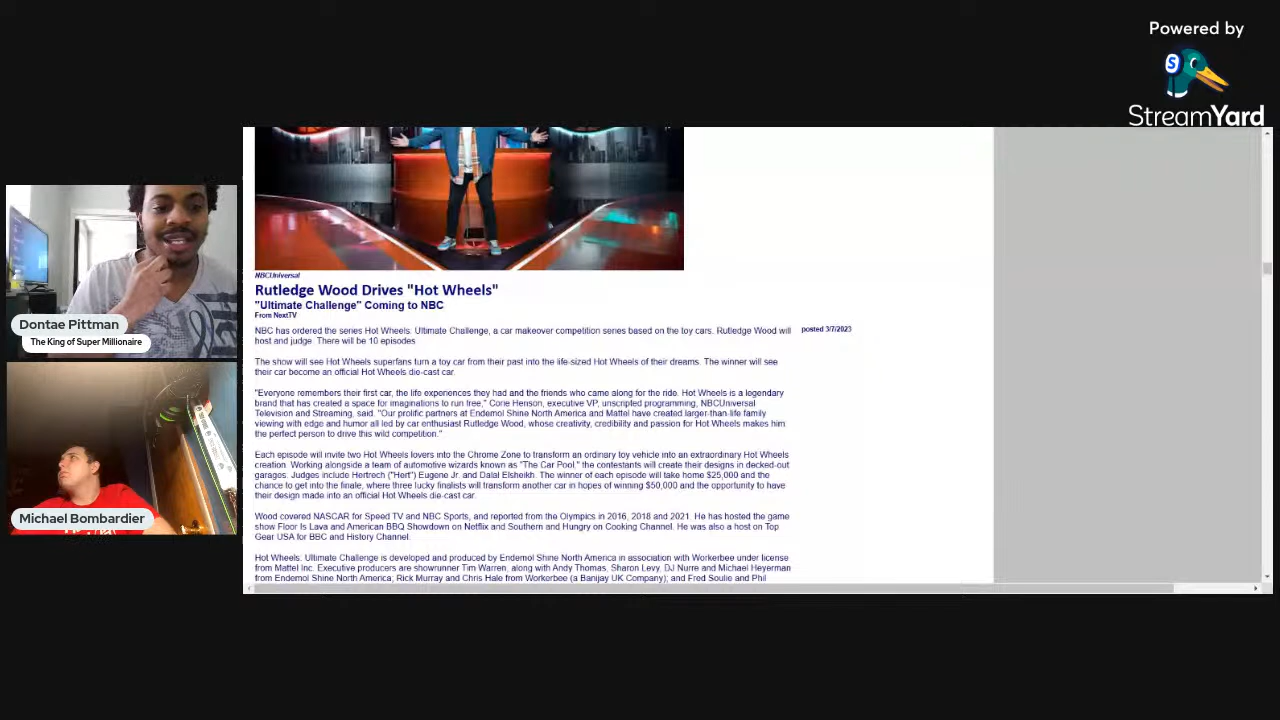 Powered by
S
StreamYard
Dontae Pittman
The King of Super Millionaire
Michael Bombardier
NBCUniversal
Rutledge Wood Drives "Hot Wheels"
"Ultimate Challenge" Coming to NBC
From NextTV
NBC has ordered the series Hot Wheels: Ultimate Challenge, a car makeover competition series based on the toy cars. Rutledge Wood will
host and judge. There will be 10 episodes
posted 3/7/2023
The show will see Hot Wheels superfans turn a toy car from their past into the life-sized Hot Wheels of their dreams. The winner will see
their car become an official Hot Wheels die-cast car.
"Everyone remembers their first car, the life experiences they had and the friends who came along for the ride. Hot Wheels is a legendary
brand that has created a space for imaginations to run free," Corie Henson, executive VP, unscripted programming, NBCUniversal
Television and Streaming, said. "Our prolific partners at Endemol Shine North America and Mattel have created larger-than-life family
viewing with edge and humor all led by car enthusiast Rutledge Wood, whose creativity, credibility and passion for Hot Wheels makes him
the perfect person to drive this wild competition."
Each episode will invite two Hot Wheels lovers into the Chrome Zone to transform an ordinary toy vehicle into an extraordinary Hot Wheels
creation. Working alongside a team of automotive wizards known as "The Car Pool," the contestants will create their designs in decked-out
garages. Judges include Hertrech ("Hert") Eugene Jr. and Dalal Elsheikh. The winner of each episode will take home $25,000 and the
chance to get into the finale, where three lucky finalists will transform another car in hopes of winning $50,000 and the opportunity to have
their design made into an official Hot Wheels die-cast car.
Wood covered NASCAR for Speed TV and NBC Sports, and reported from the Olympics in 2016, 2018 and 2021. He has hosted the game
show Floor Is Lava and American BBQ Showdown on Netflix and Southern and Hungry on Cooking Channel. He was also a host on Top
Gear USA for BBC and History Channel.
Hot Wheels: Ultimate Challenge is developed and produced by Endemol Shine North America in association with Workerbee under license
from Mattel Inc. Executive producers are showrunner Tim Warren, along with Andy Thomas, Sharon Levy, DJ Nurre and Michael Heyerman
from Endemol Shine North America; Rick Murray and Chris Hale from Workerbee (a Banijay UK Company); and Fred Soulie and Phil